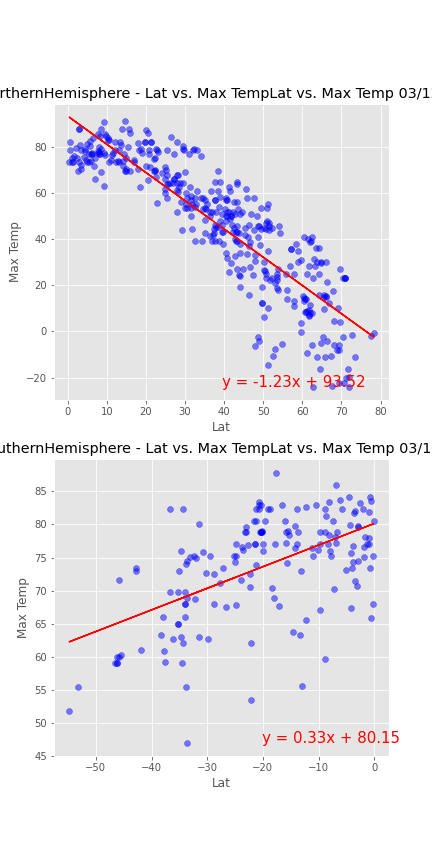 rthernHemisphere - Lat vs. Max TempLat vs. Max Temp 03/1
80
60
40
20
0
−20
Max Temp
y = -1.23x + 93.52
0 10 20 30 40 50 60 70 80
Lat
uthernHemisphere - Lat vs. Max TempLat vs. Max Temp 03/1
85
80
75
70
65
60
55
50
45
Max Temp
y = 0.33x + 80.15
−50 −40 −30 −20 −10 0
Lat